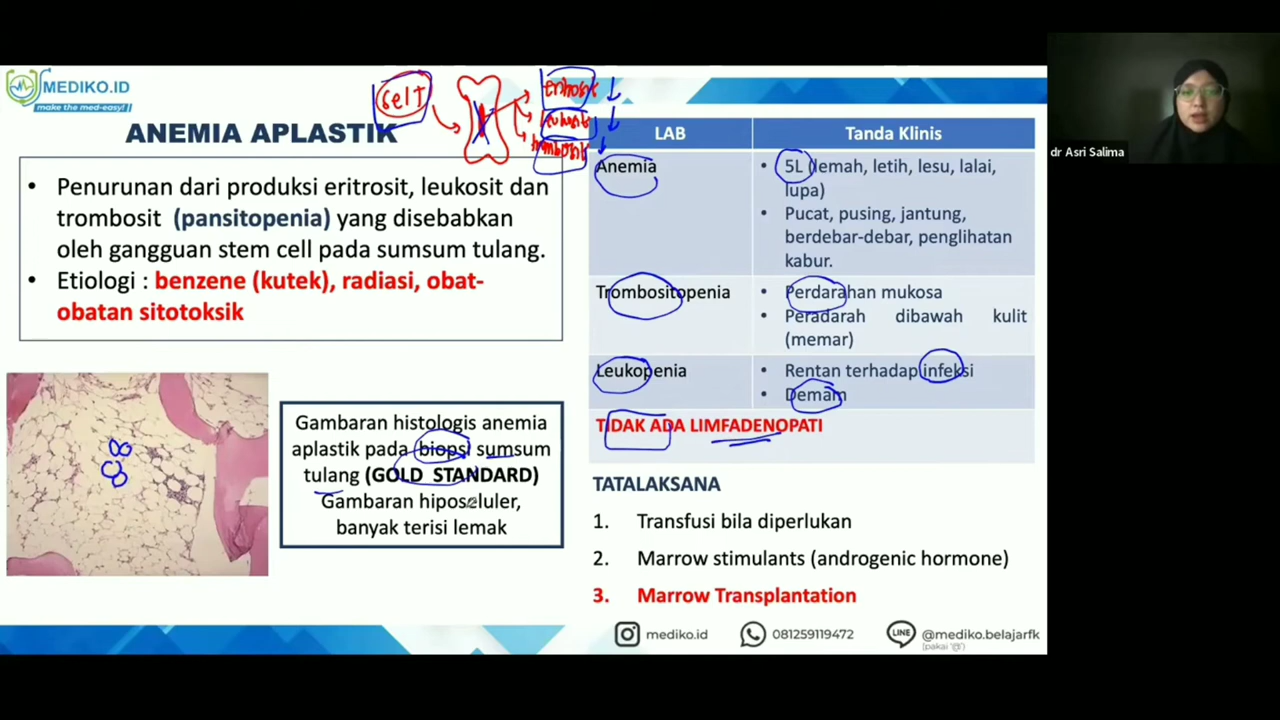 MEDIKO.ID
make the med-easy!
ANEMIA APLASTIK
self
eritrosit
leukosit
trombosit
• Penurunan dari produksi eritrosit, leukosit dan
trombosit (pansitopenia) yang disebabkan
oleh gangguan stem cell pada sumsum tulang.
• Etiologi : benzene (kutek), radiasi, obat-
obatan sitotoksik
Gambaran histologis anemia
aplastik pada biopsi sumsum
tulang (GOLD STANDARD)
Gambaran hiposeluler,
banyak terisi lemak
LAB Tanda Klinis
Anemia
• 5L (lemah, letih, lesu, lalai,
lupa)
• Pucat, pusing, jantung,
berdebar-debar, penglihatan
kabur.
Trombositopenia
• Perdarahan mukosa
• Peradarah dibawah kulit
(memar)
Leukopenia
• Rentan terhadap infeksi
• Demam
TIDAK ADA LIMFADENOPATI
TATALAKSANA
1. Transfusi bila diperlukan
2. Marrow stimulants (androgenic hormone)
3. Marrow Transplantation
mediko.id
081259119472
LINE
@mediko.belajarfk
(pakai '@')
dr Asri Salima